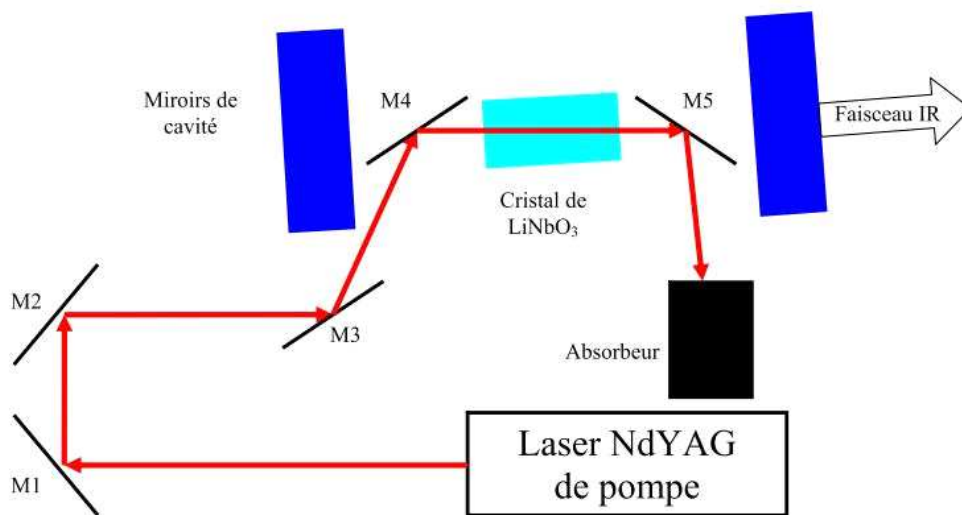 Miroirs de
cavité
M4
M5
Faisceau IR
Cristal de
LiNbO₃
M2
M3
Absorbeur
M1
Laser NdYAG
de pompe